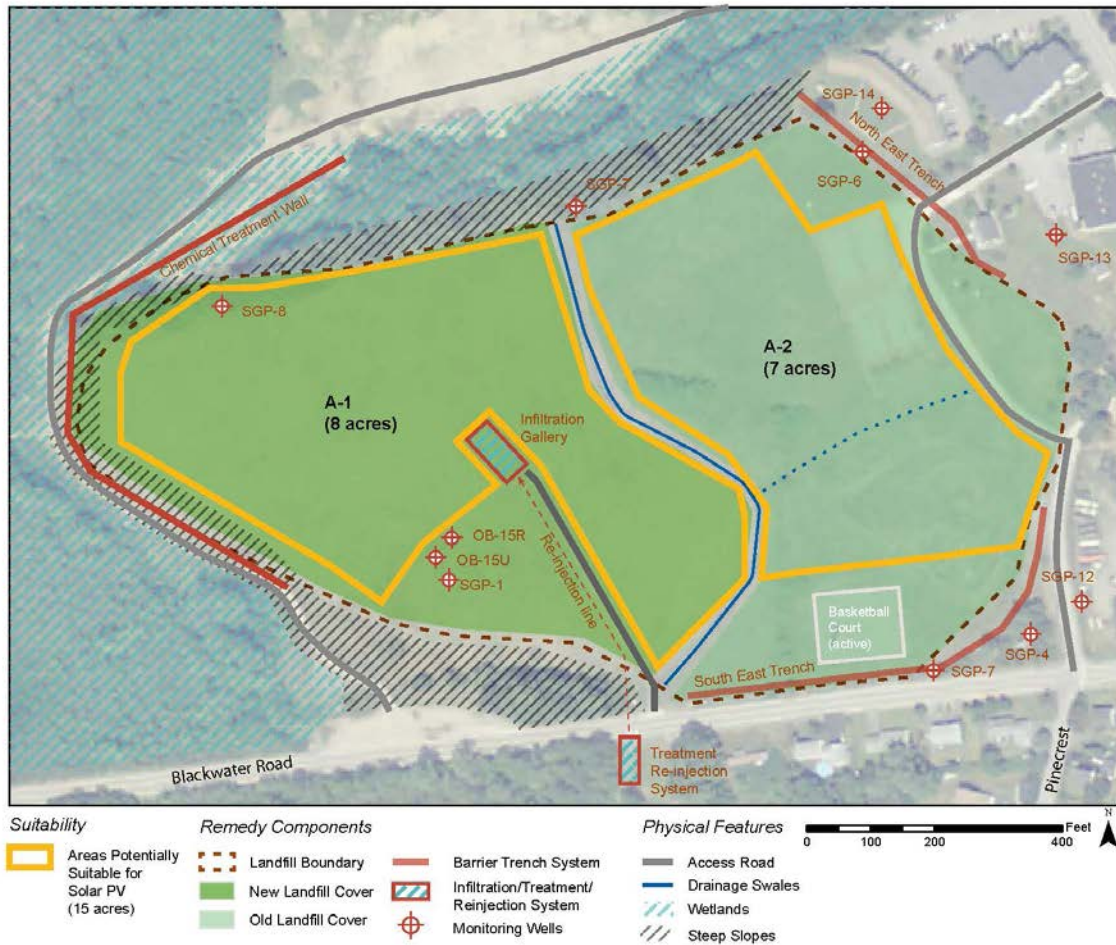 SGP-14
North East Trench
SGP-7
SGP-6
Chemical Treatment Wall
SGP-13
SGP-8
A-2
(7 acres)
A-1
(8 acres)
Infiltration
Gallery
OB-15R
OB-15U
SGP-1
Re-injection line
Basketball
Court
(active)
SGP-12
SGP-4
South East Trench
SGP-7
Blackwater Road
Treatment
Re-injection
System
Pinecrest
Suitability
Areas Potentially
Suitable for
Solar PV
(15 acres)
Remedy Components
Landfill Boundary
New Landfill Cover
Old Landfill Cover
Barrier Trench System
Infiltration/Treatment/
Reinjection System
Monitoring Wells
Physical Features
Access Road
Drainage Swales
Wetlands
Steep Slopes
0 100 200 400 Feet
N